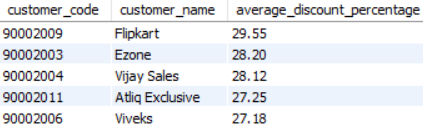 customer_code customer_name average_discount_percentage
90002009 Flipkart 29.55
90002003 Ezone 28.20
90002004 Vijay Sales 28.12
90002011 Atliq Exclusive 27.25
90002006 Viveks 27.18